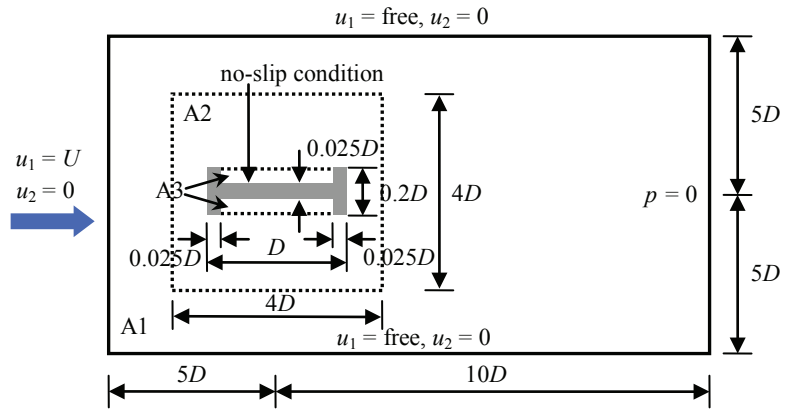 u₁ = free, u₂ = 0
no-slip condition
A2
0.025D
5D
u₁ = U
u₂ = 0
A3
0.2D
4D
p = 0
0.025D
D
0.025D
5D
4D
A1
u₁ = free, u₂ = 0
5D
10D